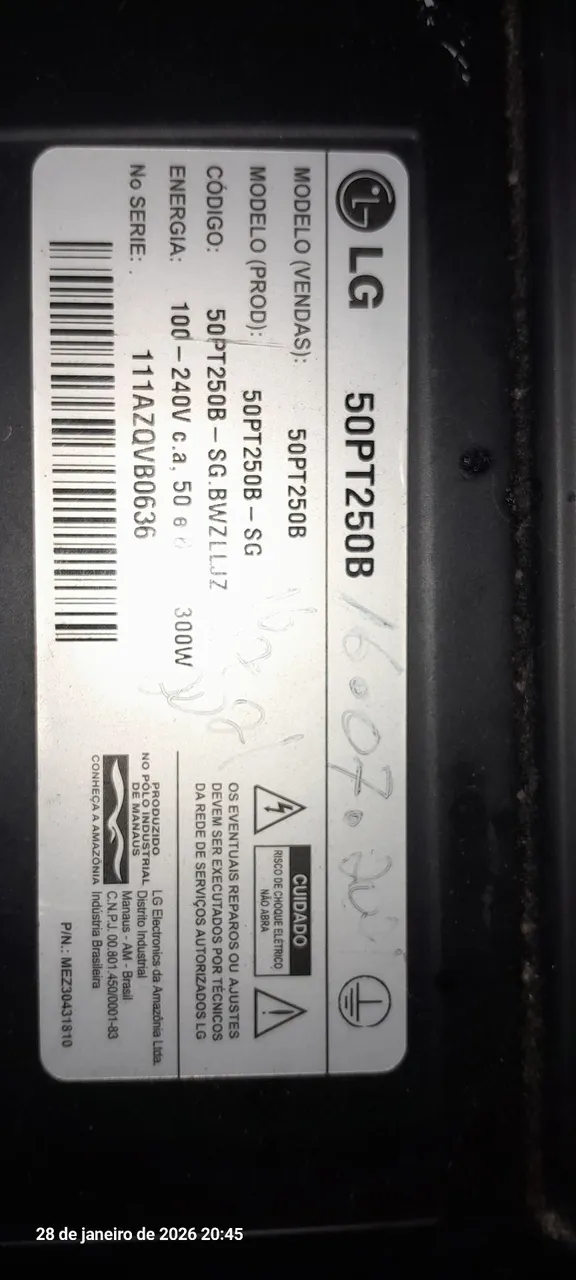 LG 50PT250B 16.07.
MODELO (VENDAS): 50PT250B
MODELO (PROD): 50PT250B-SG
CÓDIGO: 50PT250B-SG.BWZLLJZ
ENERGIA: 100-240V c.a, 50 e 300W
No SERIE: . 111AZQVB0636
CUIDADO
RISCO DE CHOQUE ELÉTRICO
NÃO ABRA
OS EVENTUAIS REPAROS OU AJUSTES
DEVEM SER EXECUTADOS POR TÉCNICOS
DA REDE DE SERVIÇOS AUTORIZADOS LG
PRODUZIDO
NO PÓLO INDUSTRIAL
DE MANAUS
CONHEÇA A AMAZÔNIA
LG Electronics da Amazônia Ltda.
Distrito Industrial
Manaus - AM - Brasil
C.N.P.J. 00.801.450/0001-83
Indústria Brasileira
P/N.: MEZ30431810
28 de janeiro de 2026 20:45